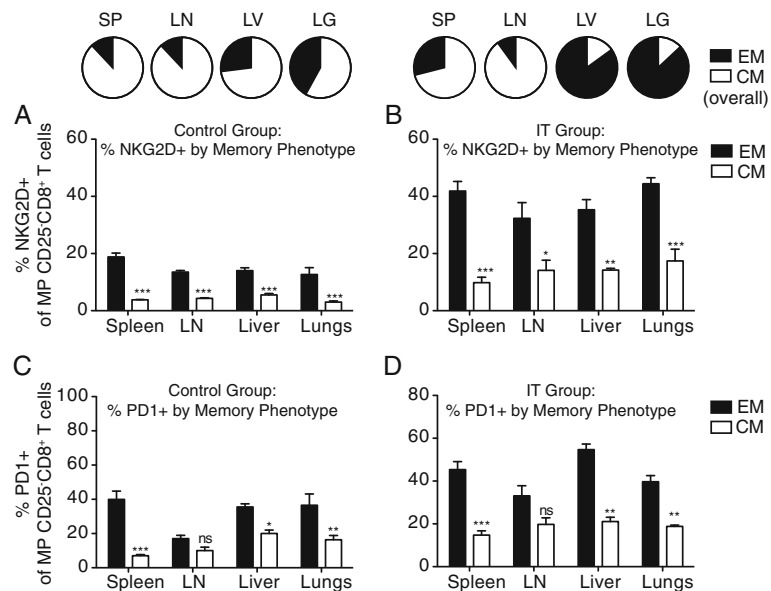 SP LN LV LG
SP LN LV LG
EM
CM
(overall)
A
Control Group:
% NKG2D+ by Memory Phenotype
% NKG2D+
of MP CD25-CD8+ T cells
60
40
20
0
*** *** *** ***
Spleen LN Liver Lungs
B
IT Group:
% NKG2D+ by Memory Phenotype
60
40
20
0
*** * ** ***
Spleen LN Liver Lungs
EM
CM
C
Control Group:
% PD1+ by Memory Phenotype
% PD1+
of MP CD25-CD8+ T cells
100
80
60
40
20
0
*** ns * **
Spleen LN Liver Lungs
D
IT Group:
% PD1+ by Memory Phenotype
80
60
40
20
0
*** ns ** **
Spleen LN Liver Lungs
EM
CM